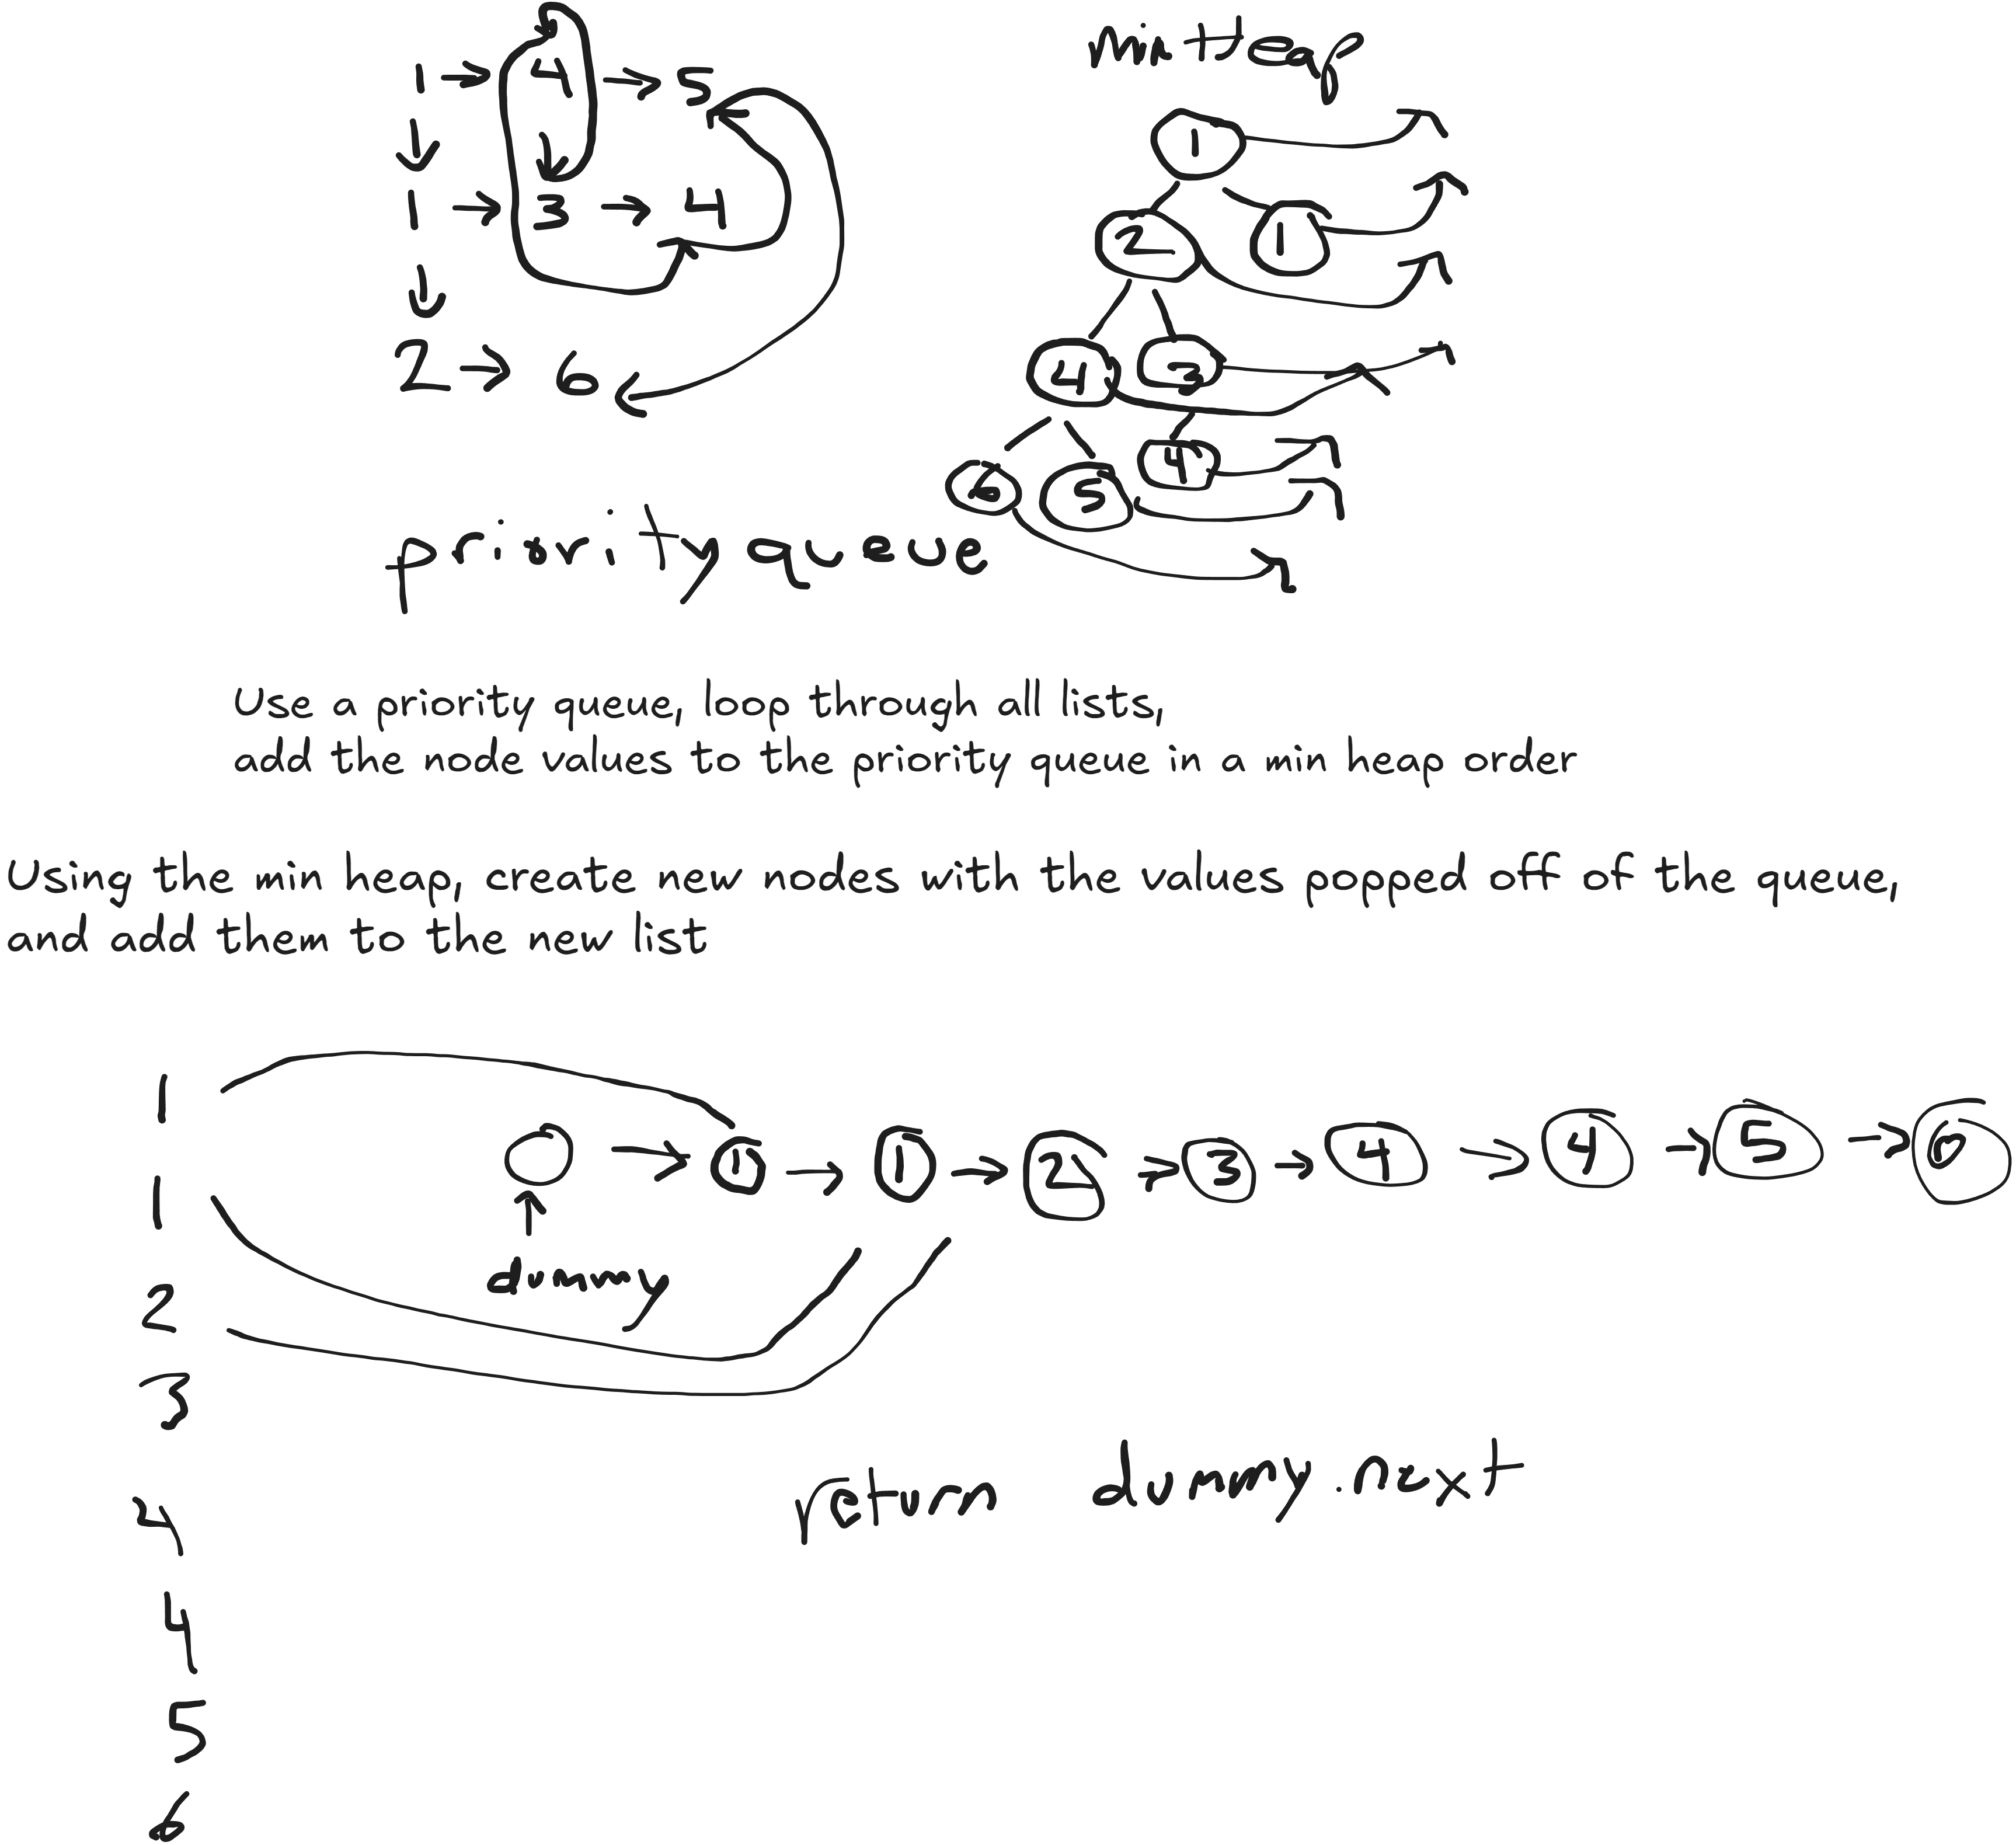 1 → 4 → 5
min Heap
1 → 3 → 4
2 → 6
1
2 1
4 3
6 5 4
priority queue
Use a priority queue, loop through all lists,
add the node values to the priority queue in a min heap order
Using the min heap, create new nodes with the values popped off of the queue,
and add them to the new list
1
→ 1 → 1 → 2 → 3 → 4 → 4 → 5 → 6
1
dummy
2
3
return dummy.next
4
4
5
6